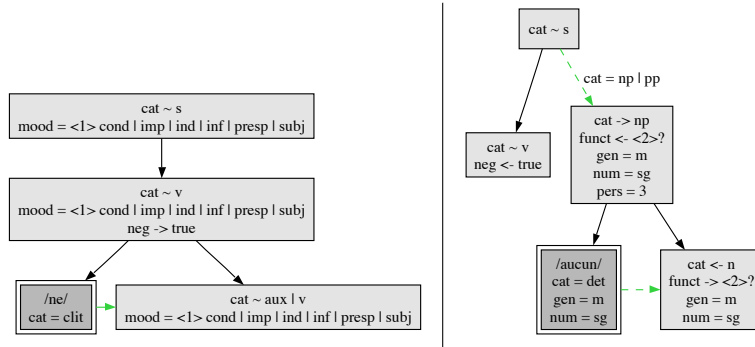 cat ~ s
mood = <1> cond | imp | ind | inf | presp | subj
cat ~ v
mood = <1> cond | imp | ind | inf | presp | subj
neg -> true
/ne/
cat = clit
cat ~ aux | v
mood = <1> cond | imp | ind | inf | presp | subj
cat ~ s
cat = np | pp
cat ~ v
neg <- true
cat -> np
funct <- <2>?
gen = m
num = sg
pers = 3
/aucun/
cat = det
gen = m
num = sg
cat <- n
funct -> <2>?
gen = m
num = sg